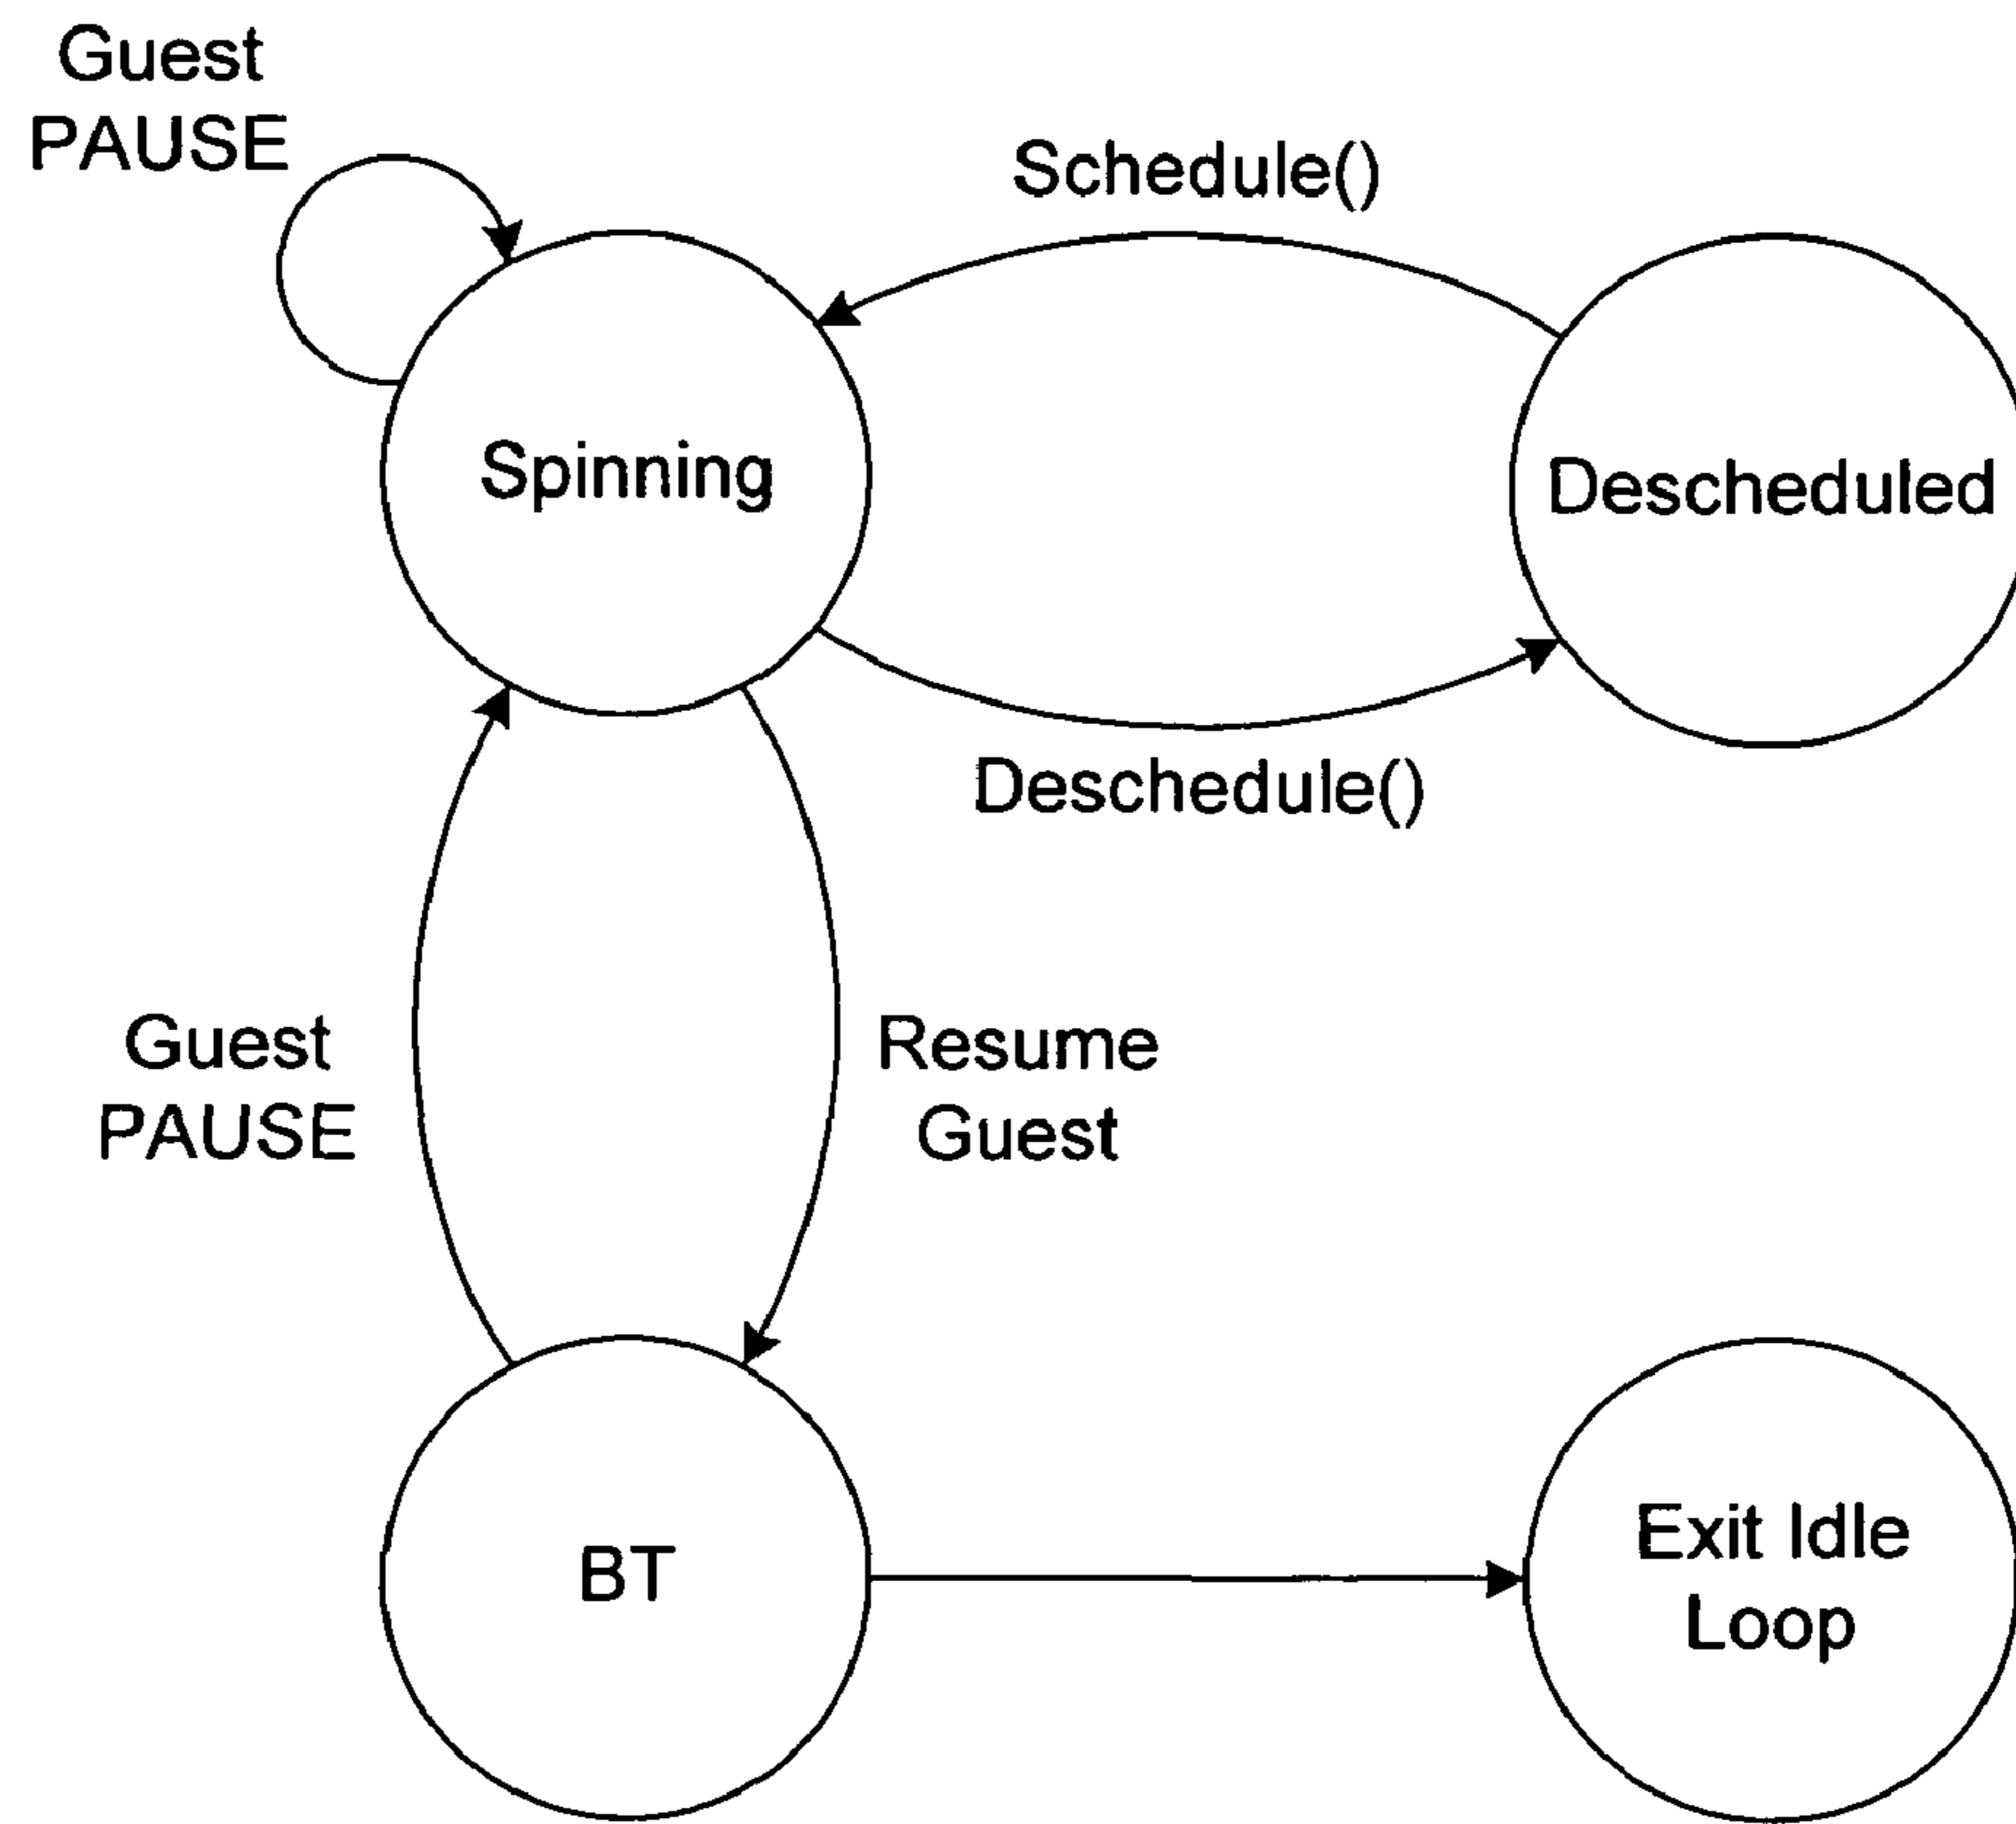 Guest
PAUSE
Schedule()
Spinning
Descheduled
Deschedule()
Guest
PAUSE
Resume
Guest
BT
Exit Idle
Loop